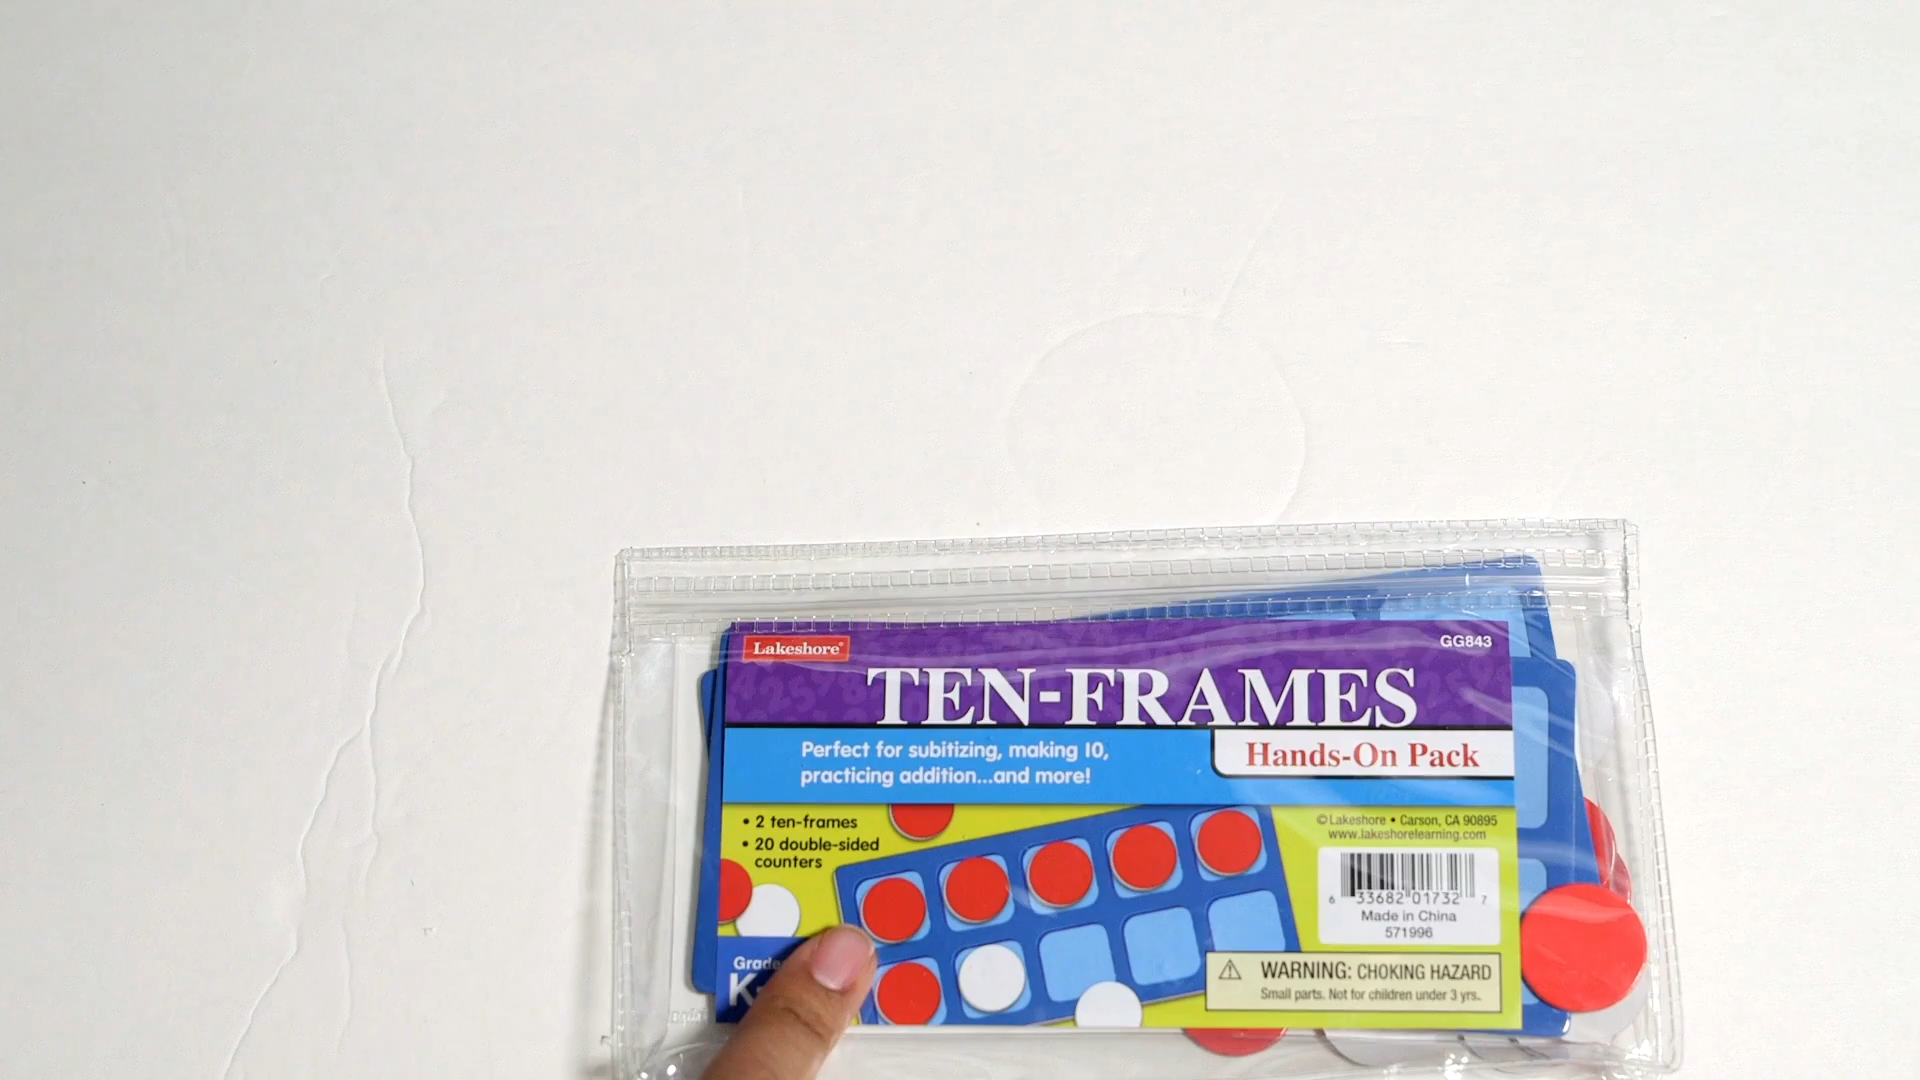 Lakeshore®
GG843
TEN-FRAMES
Hands-On Pack
Perfect for subitizing, making 10,
practicing addition...and more!
• 2 ten-frames
• 20 double-sided
counters
© Lakeshore • Carson, CA 90895
www.lakeshorelearning.com
6 33682 01732 7
Made in China
571996
⚠ WARNING: CHOKING HAZARD
Small parts. Not for children under 3 yrs.